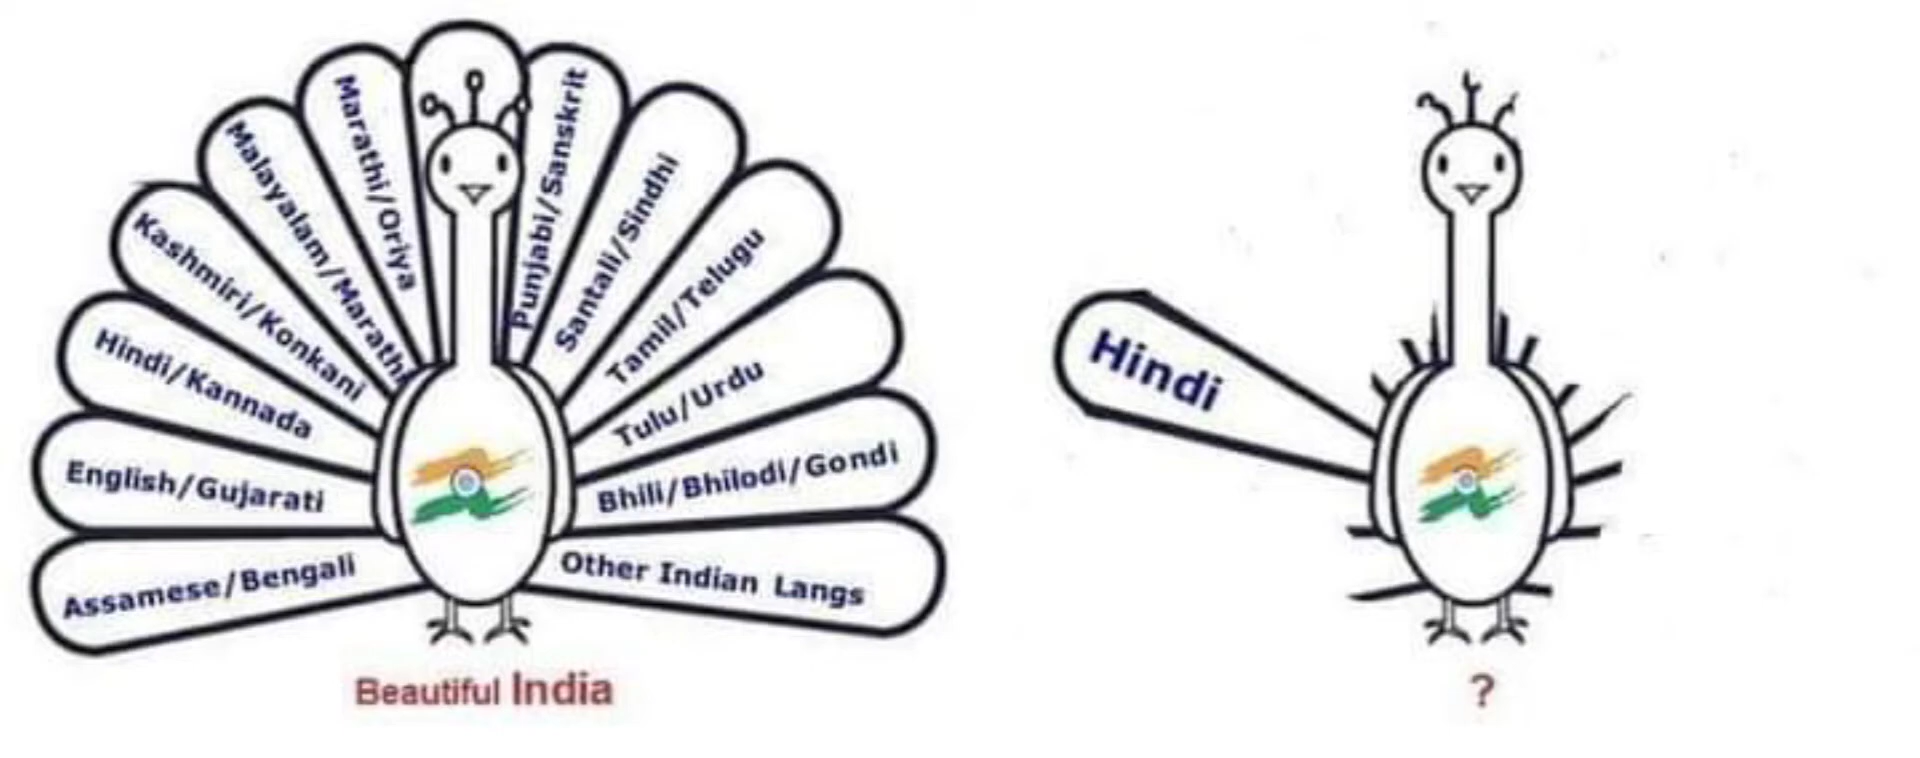 Assamese/Bengali
English/Gujarati
Hindi/Kannada
Kashmiri/Konkani
Malayalam/Marathi
Marathi/Oriya
Punjabi/Sanskrit
Santali/Sindhi
Tamil/Telugu
Tulu/Urdu
Bhili/Bhilodi/Gondi
Other Indian Langs
Beautiful India
Hindi
?